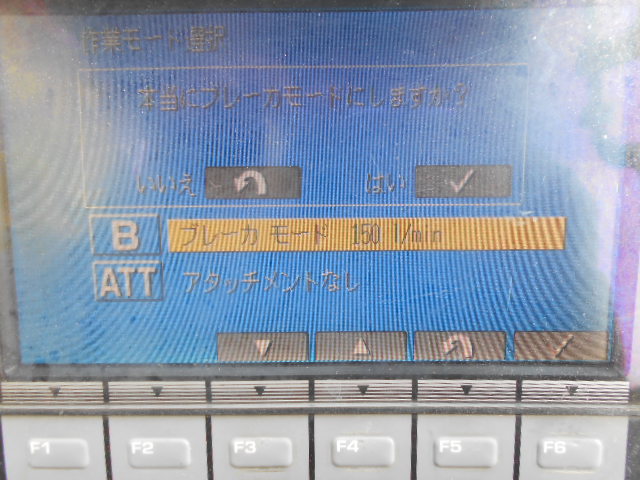 作業モード選択
本当にブレーカモードにしますか?
いいえ はい
B ブレーカ モード 150 l/min
ATT アタッチメントなし
F1 F2 F3 F4 F5 F6